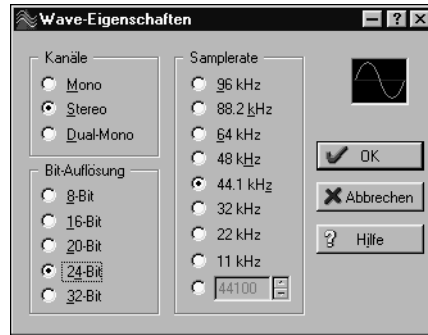 Wave-Eigenschaften
Kanäle
Mono
Stereo
Dual-Mono
Bit-Auflösung
8-Bit
16-Bit
20-Bit
24-Bit
32-Bit
Samplerate
96 kHz
88.2 kHz
64 kHz
48 kHz
44.1 kHz
32 kHz
22 kHz
11 kHz
44100
OK
Abbrechen
Hilfe